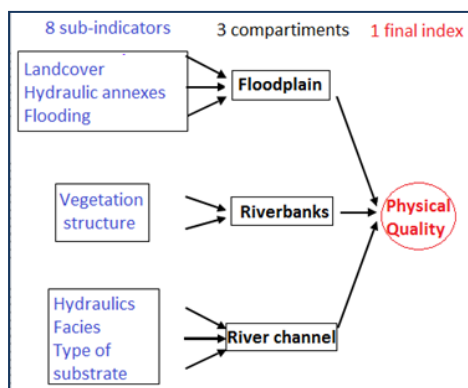 8 sub-indicators 3 compartiments 1 final index
Landcover
Hydraulic annexes
Flooding
Floodplain
Vegetation
structure
Riverbanks
Physical
Quality
Hydraulics
Facies
Type of
substrate
River channel